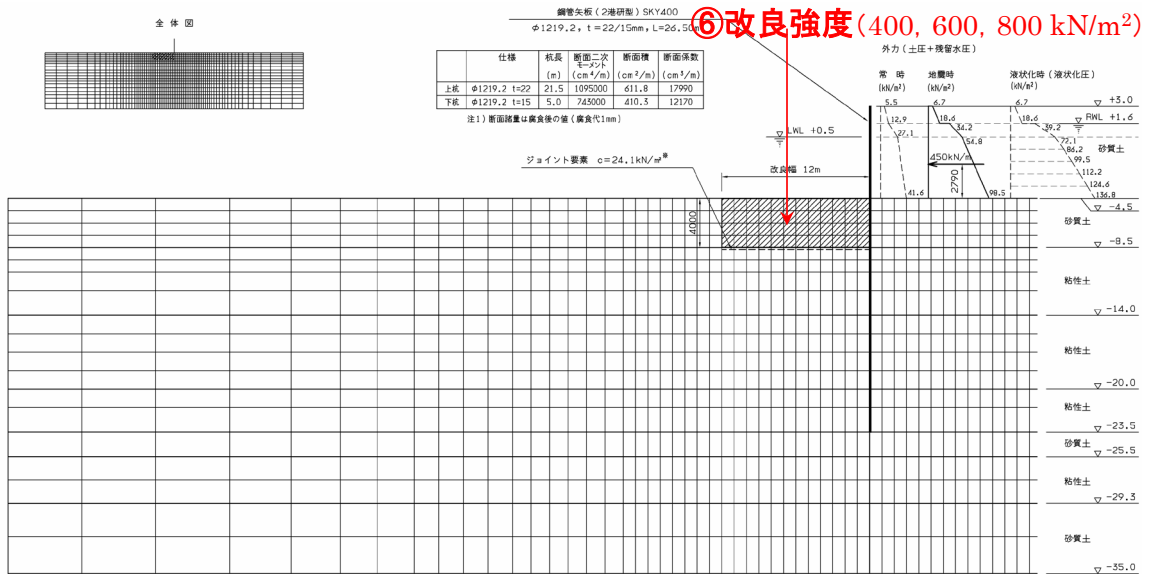 全体図
鋼管矢板（2港研型）SKY400
φ1219.2，t＝22/15mm，L=26.50m
⑥改良強度(400, 600, 800 kN/m²)
仕様 杭長 (m) 断面二次モーメント (cm⁴/m) 断面積 (cm²/m) 断面係数 (cm³/m)
上杭 φ1219.2 t=22 21.5 1095000 611.8 17990
下杭 φ1219.2 t=15 5.0 743000 410.3 12170
注1）断面諸量は腐食後の値（腐食代1mm）
外力（土圧+残留水圧）
常時 (kN/m²)
地震時 (kN/m²)
液状化時（液状化圧） (kN/m²)
5.5 6.7 6.7 +3.0
12.9 18.6 18.6 RWL +1.6
27.1 34.2 39.2
LWL +0.5
54.8 72.1
砂質土
86.2
450kN/m 99.5
ジョイント要素 c=24.1kN/㎡※
改良幅 12m
2790
112.2
124.6
41.6 98.5 136.8
-4.5
4000
砂質土
-8.5
粘性土
-14.0
粘性土
-20.0
粘性土
-23.5
砂質土
-25.5
粘性土
-29.3
砂質土
-35.0